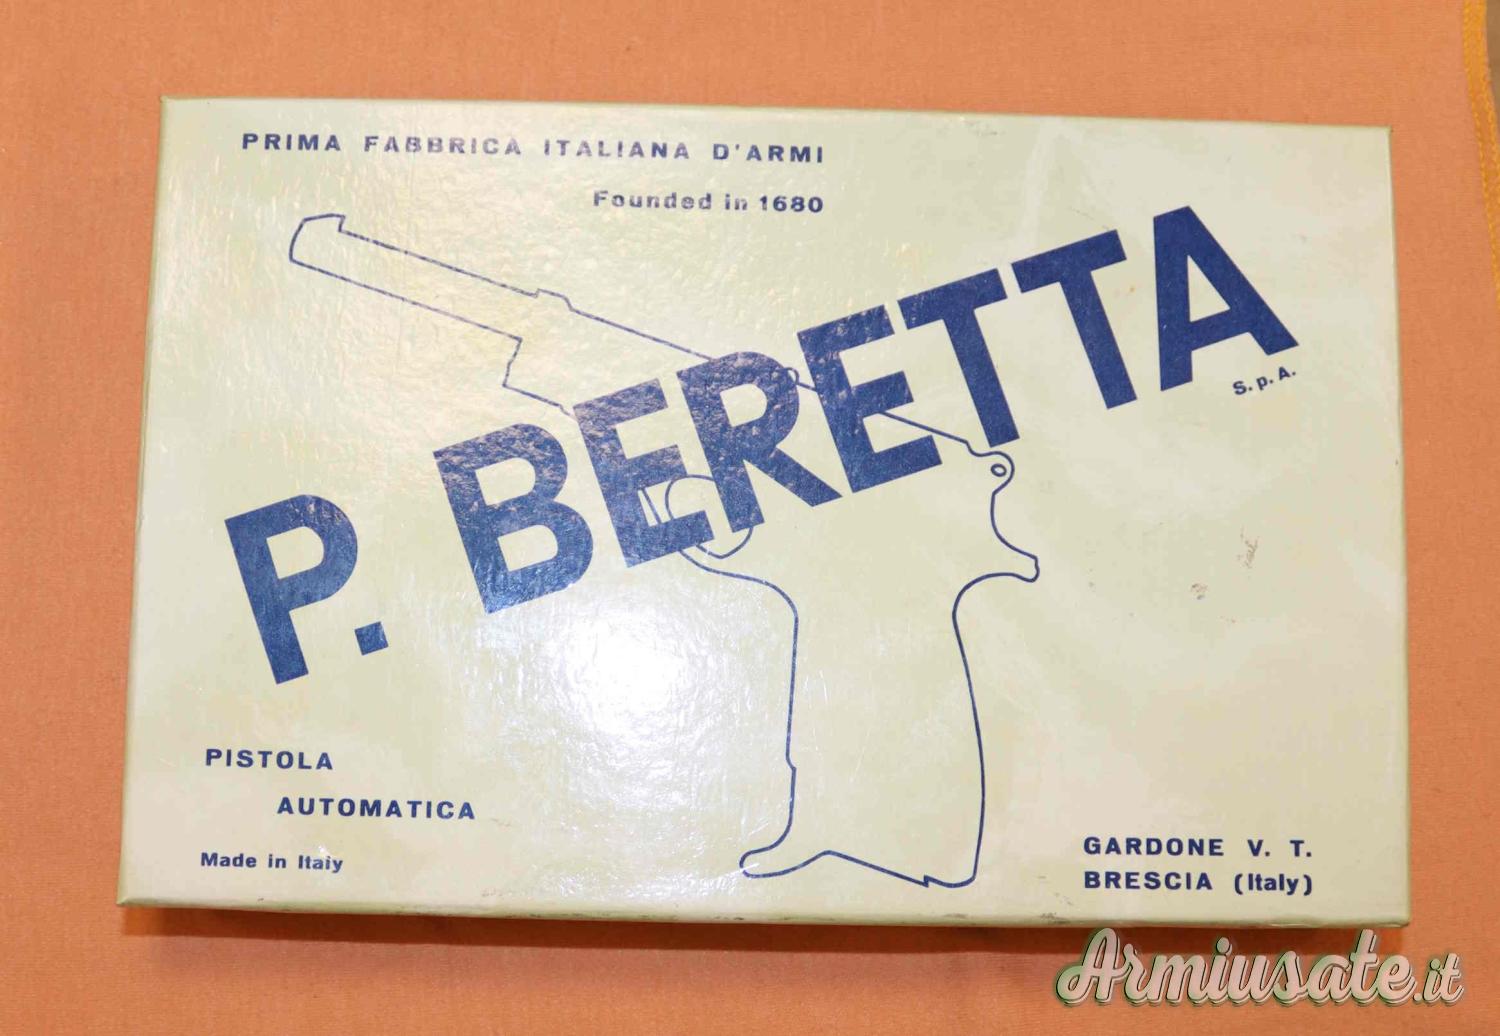 PRIMA FABBRICA ITALIANA D'ARMI
Founded in 1680
P. BERETTA
S. p. A.
PISTOLA
AUTOMATICA
Made in Italy
GARDONE V. T.
BRESCIA (Italy)
Armiusate.it